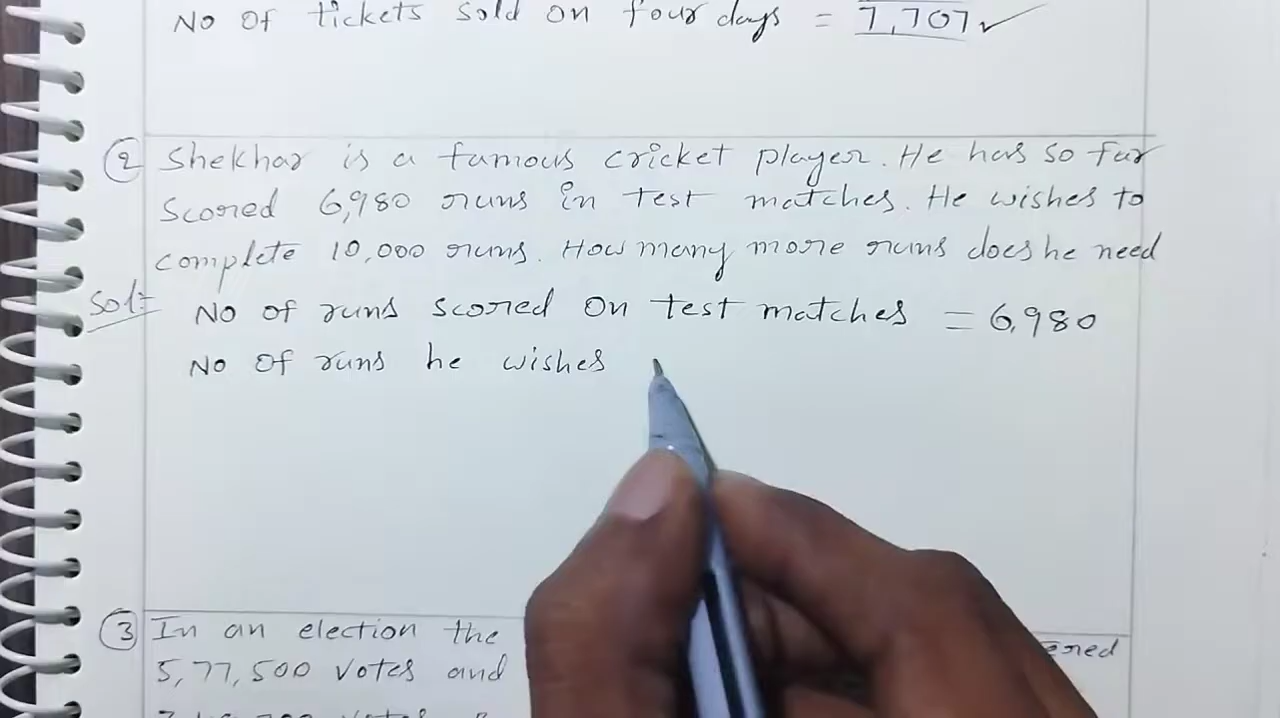 No of tickets sold on four days = 7,707 ✓
② Shekhar is a famous cricket player. He has so far
scored 6,980 runs in test matches. He wishes to
complete 10,000 runs. How many more runs does he need
Sol:- No of runs scored on test matches = 6,980
No of runs he wishes
③ In an election the
5,77,500 votes and
votes